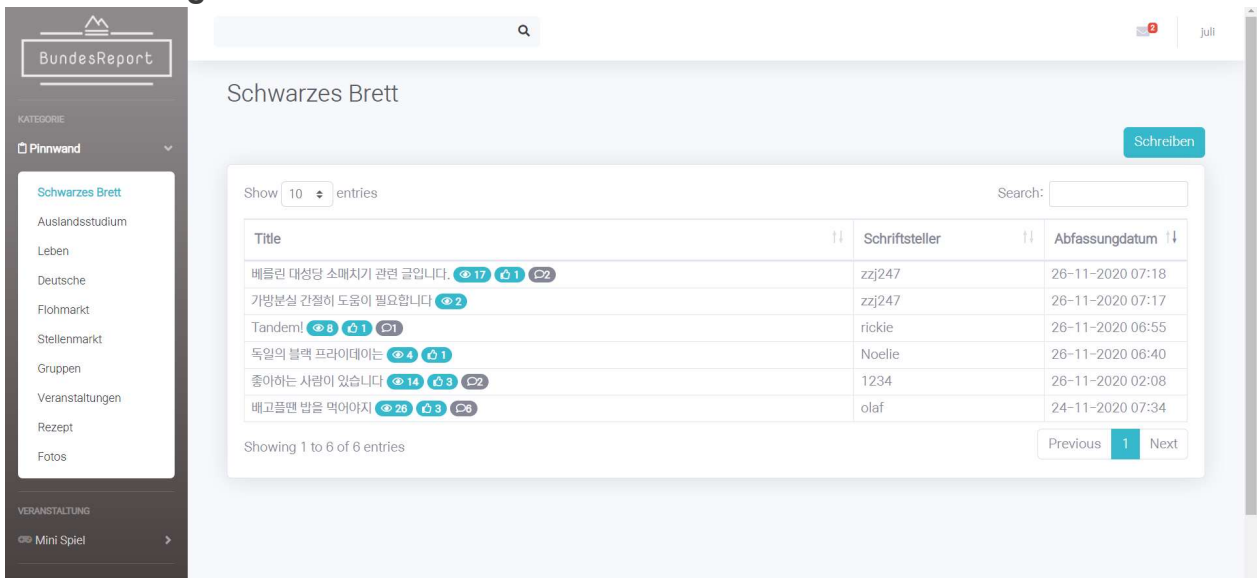 BundesReport
2
juli
KATEGORIE
Pinnwand
Schwarzes Brett
Auslandsstudium
Leben
Deutsche
Flohmarkt
Stellenmarkt
Gruppen
Veranstaltungen
Rezept
Fotos
VERANSTALTUNG
Mini Spiel
Schwarzes Brett
Schreiben
Show 10 entries
Search:
Title Schriftsteller Abfassungdatum
베를린 대성당 소매치기 관련 글입니다. 17 1 2 zzj247 26-11-2020 07:18
가방분실 간절히 도움이 필요합니다 2 zzj247 26-11-2020 07:17
Tandem! 8 1 1 rickie 26-11-2020 06:55
독일의 블랙 프라이데이는 4 1 Noelie 26-11-2020 06:40
좋아하는 사람이 있습니다 14 3 2 1234 26-11-2020 02:08
배고플땐 밥을 먹어야지 26 3 6 olaf 24-11-2020 07:34
Showing 1 to 6 of 6 entries
Previous 1 Next